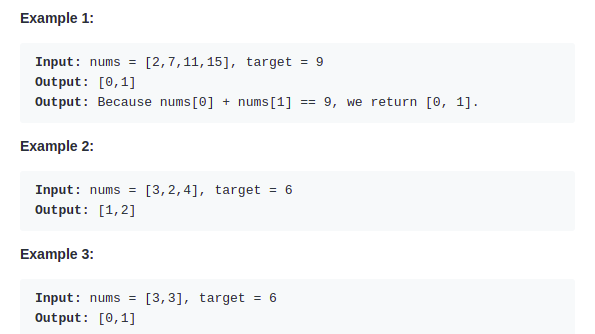 Example 1:
Input: nums = [2,7,11,15], target = 9
Output: [0,1]
Output: Because nums[0] + nums[1] == 9, we return [0, 1].
Example 2:
Input: nums = [3,2,4], target = 6
Output: [1,2]
Example 3:
Input: nums = [3,3], target = 6
Output: [0,1]